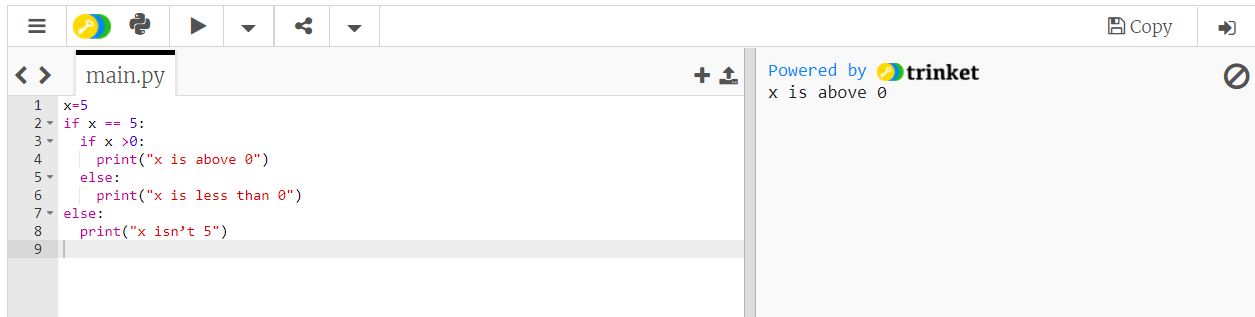 Copy
main.py
1 x=5
2 if x == 5:
3 if x >0:
4 print("x is above 0")
5 else:
6 print("x is less than 0")
7 else:
8 print("x isn’t 5")
9
Powered by trinket
x is above 0